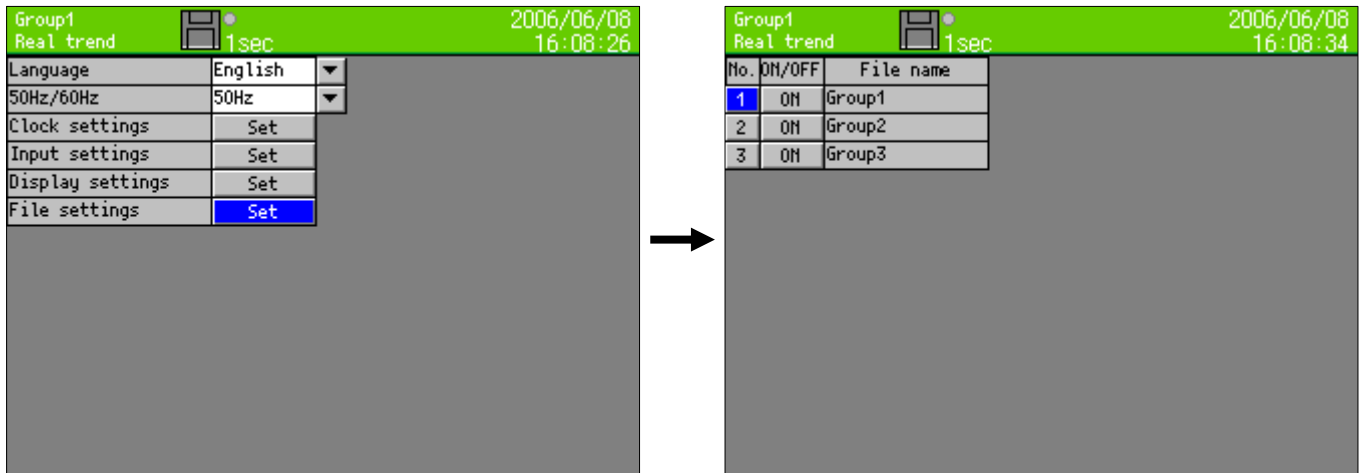 Group1
Real trend
1sec
2006/06/08
16:08:26
Language English
50Hz/60Hz 50Hz
Clock settings Set
Input settings Set
Display settings Set
File settings Set
Group1
Real trend
1sec
2006/06/08
16:08:34
No. ON/OFF File name
1 ON Group1
2 ON Group2
3 ON Group3